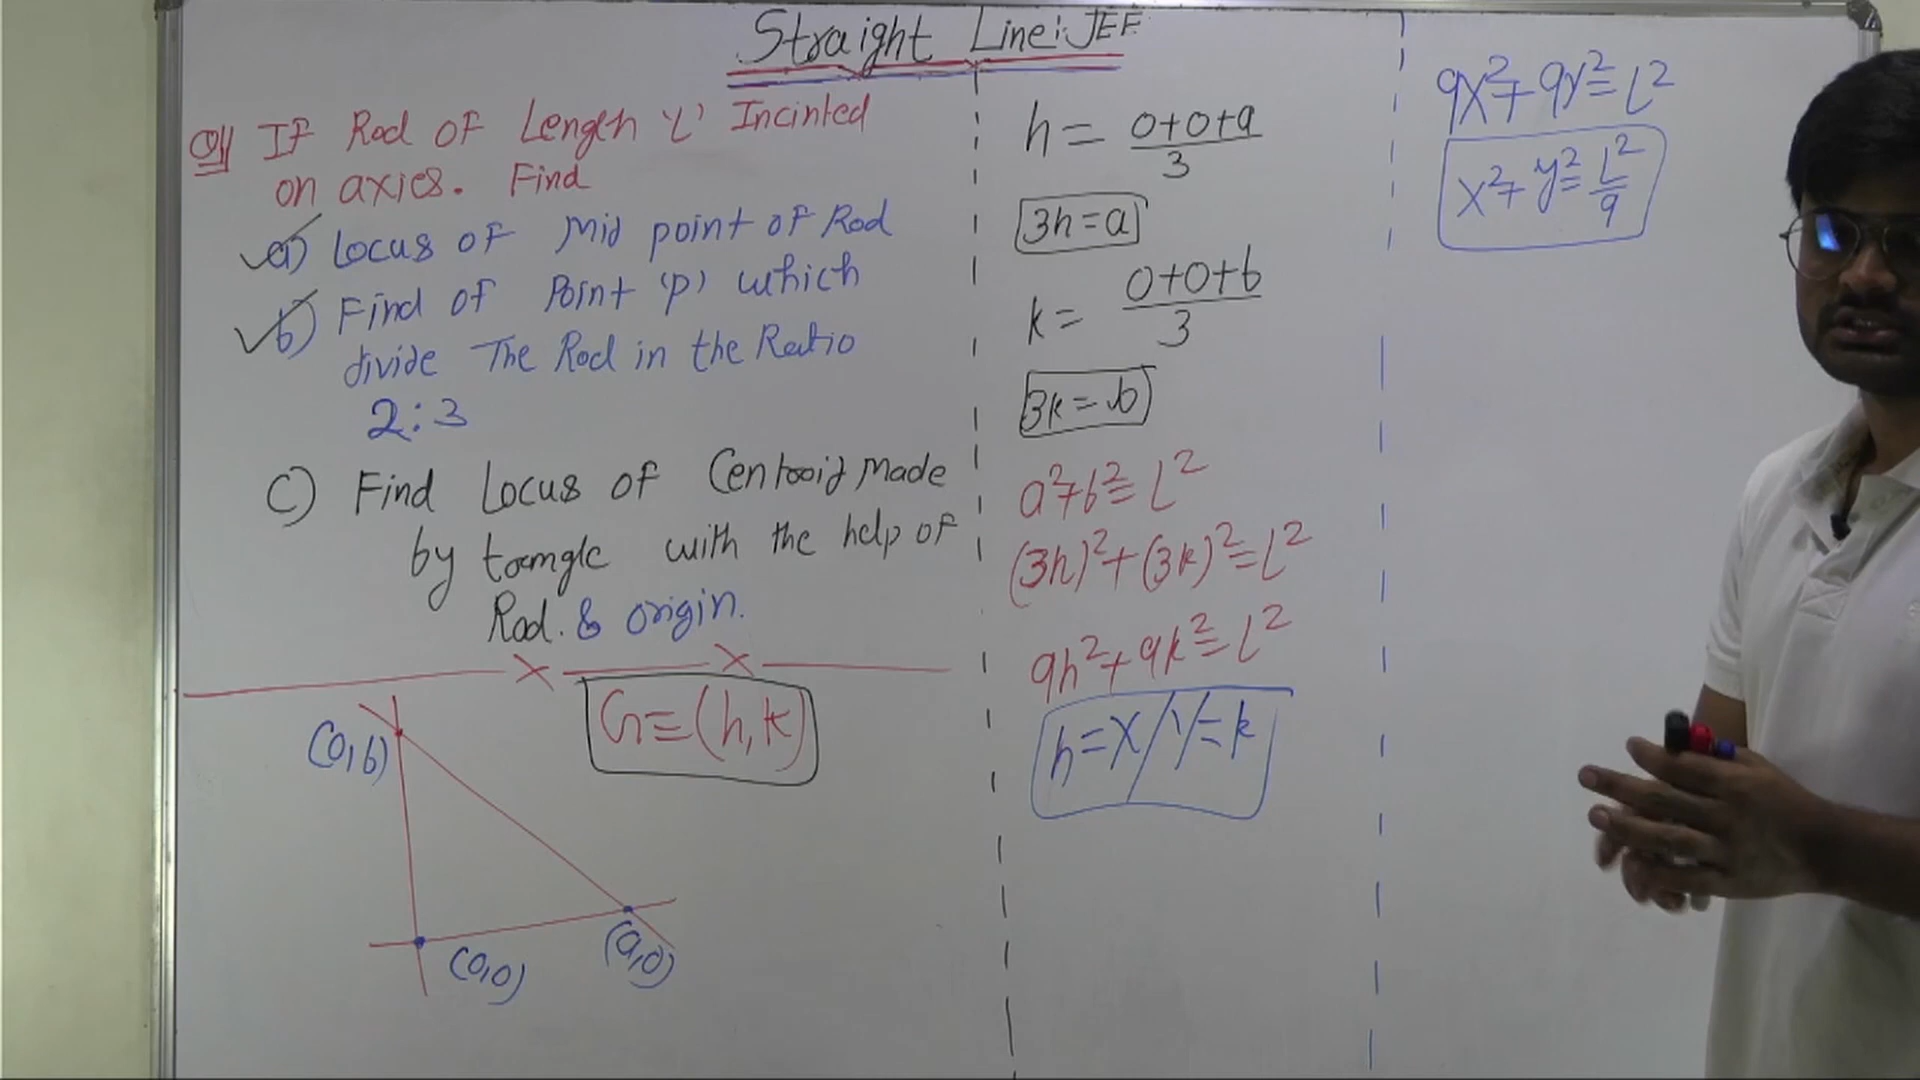 Straight Line: JEE
Q1 If Rod of Length 'L' Incinted
on axies. Find
a) Locus of Mid point of Rod
b) Find of Point 'p' which
divide The Rod in the Ratio
2:3
C) Find Locus of Centroid Made
by triangle with the help of
Rod. & origin.
G≡(h,k)
(0,b)
(0,0)
(a,0)
h = 0+0+a/3
3h=a
k = 0+0+b/3
3k=b
a²+b²=L²
(3h)²+(3k)²=L²
9h²+9k²=L²
h=x/y=k
9x²+9y²=L²
x²+y²=L²/9